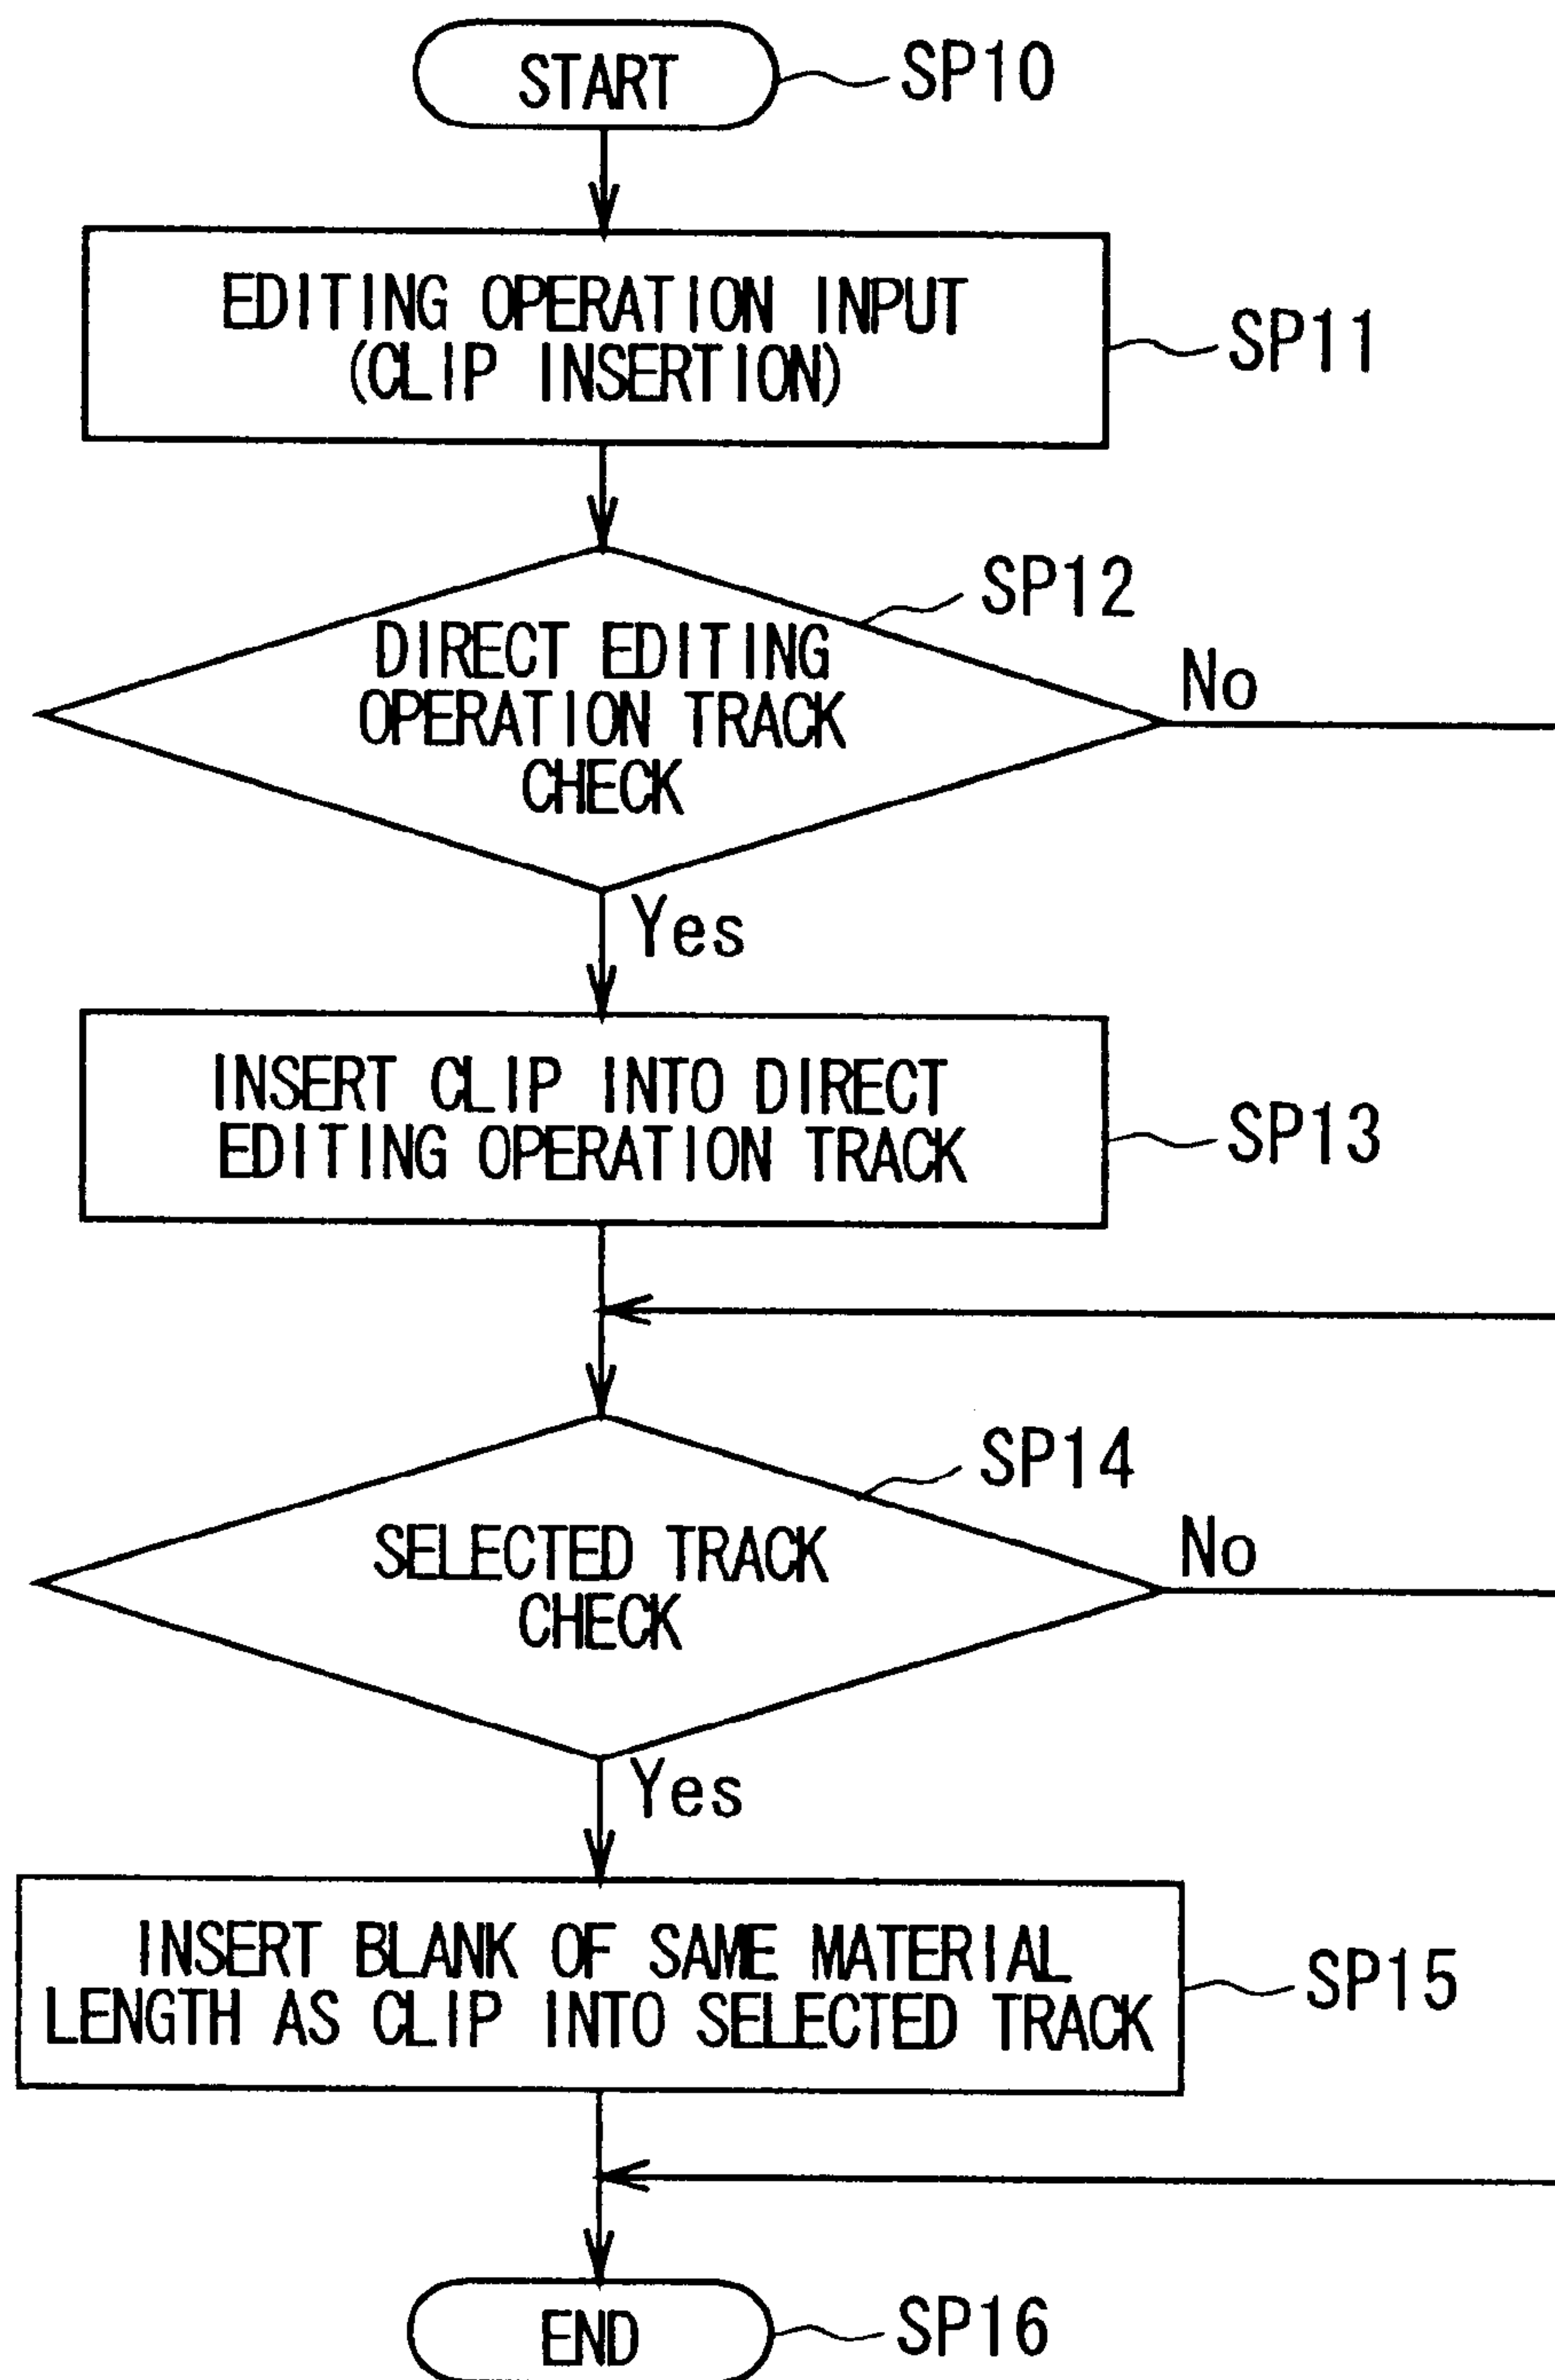 START
SP10
EDITING OPERATION INPUT
(CLIP INSERTION)
SP11
SP12
DIRECT EDITING
OPERATION TRACK
CHECK
No
Yes
INSERT CLIP INTO DIRECT
EDITING OPERATION TRACK
SP13
SP14
SELECTED TRACK
CHECK
No
Yes
INSERT BLANK OF SAME MATERIAL
LENGTH AS CLIP INTO SELECTED TRACK
SP15
END
SP16